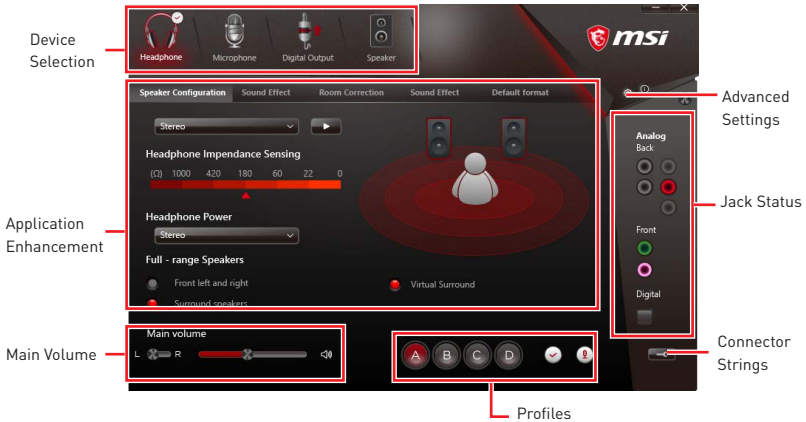 Device
Selection
Headphone
Microphone
Digital Output
Speaker
msi
Speaker Configuration
Sound Effect
Room Correction
Sound Effect
Default format
Advanced
Settings
Stereo
Headphone Impendance Sensing
(Ω) 1000 420 180 60 22 0
Headphone Power
Stereo
Full - range Speakers
Front left and right
Virtual Surround
Surround speakers
Analog
Back
Front
Digital
Jack Status
Application
Enhancement
Main Volume
Main volume
L R
A B C D
Connector
Strings
Profiles